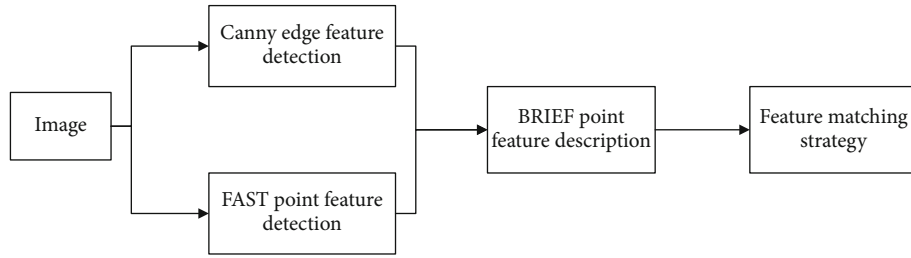 Image
Canny edge feature
detection
FAST point feature
detection
BRIEF point
feature description
Feature matching
strategy